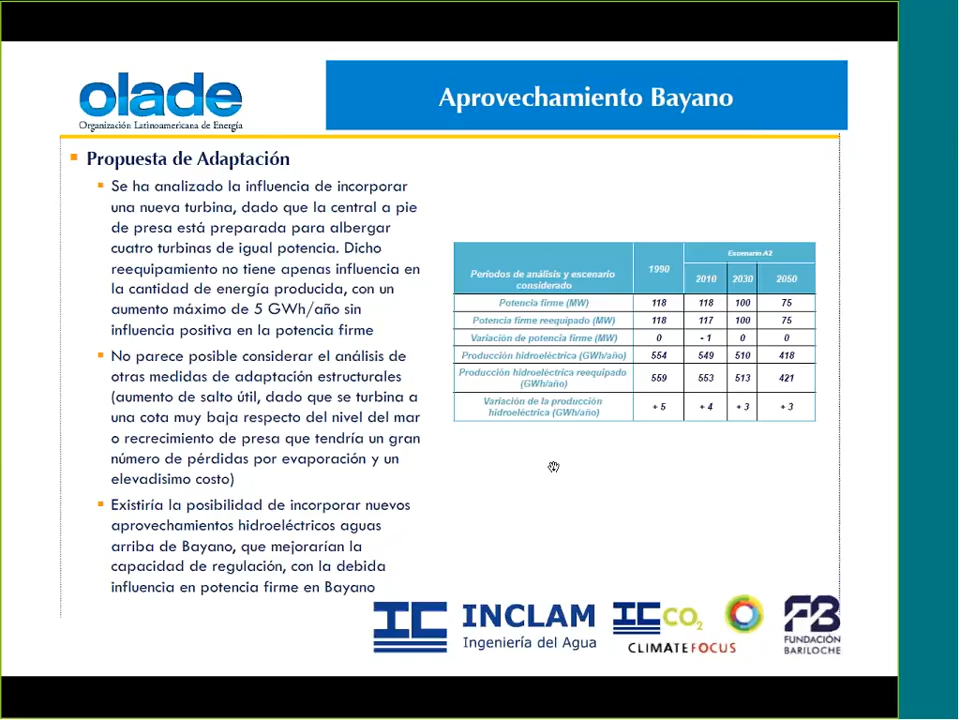 olade
Organización Latinoamericana de Energía
Aprovechamiento Bayano
Propuesta de Adaptación
Se ha analizado la influencia de incorporar
una nueva turbina, dado que la central a pie
de presa está preparada para albergar
cuatro turbinas de igual potencia. Dicho
reequipamiento no tiene apenas influencia en
la cantidad de energía producida, con un
aumento máximo de 5 GWh/año sin
influencia positiva en la potencia firme
No parece posible considerar el análisis de
otras medidas de adaptación estructurales
(aumento de salto útil, dado que se turbina a
una cota muy baja respecto del nivel del mar
o recrecimiento de presa que tendría un gran
número de pérdidas por evaporación y un
elevadisimo costo)
Existiría la posibilidad de incorporar nuevos
aprovechamientos hidroeléctricos aguas
arriba de Bayano, que mejorarían la
capacidad de regulación, con la debida
influencia en potencia firme en Bayano
Períodos de análisis y escenario
considerado
1990
Escenario A2
2010 2030 2050
Potencia firme (MW) 118 118 100 75
Potencia firme reequipado (MW) 118 117 100 75
Variación de potencia firme (MW) 0 - 1 0 0
Producción hidroeléctrica (GWh/año) 554 549 510 418
Producción hidroeléctrica reequipado
(GWh/año) 559 553 513 421
Variación de la producción
hidroeléctrica (GWh/año) + 5 + 4 + 3 + 3
IC INCLAM
Ingeniería del Agua
IC CO2
CLIMATEFOCUS
FB
FUNDACIÓN
BARILOCHE